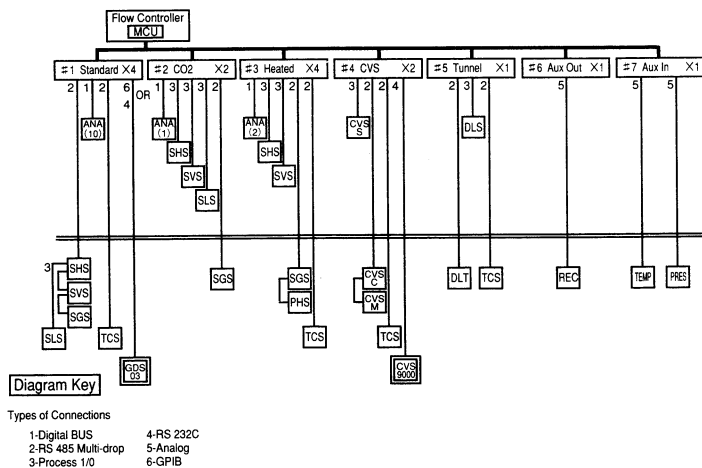 Flow Controller
MCU
#1 Standard X4
#2 CO2 X2
#3 Heated X4
#4 CVS X2
#5 Tunnel X1
#6 Aux Out X1
#7 Aux In X1
2 1 2 6 OR 1 3 3 3 2 1 3 3 2 2 3 2 2 4 2 3 2 5 5 5
4
ANA (10)
ANA (1)
SHS
SVS
SLS
ANA (2)
SHS
SVS
CVS S
DLS
3
SHS
SVS
SGS
SLS
TCS
GDS 03
SGS
SGS
PHS
TCS
CVS C
CVS M
TCS
CVS 9000
DLT
TCS
REC
TEMP
PRES
Diagram Key
Types of Connections
1-Digital BUS 4-RS 232C
2-RS 485 Multi-drop 5-Analog
3-Process 1/0 6-GPIB